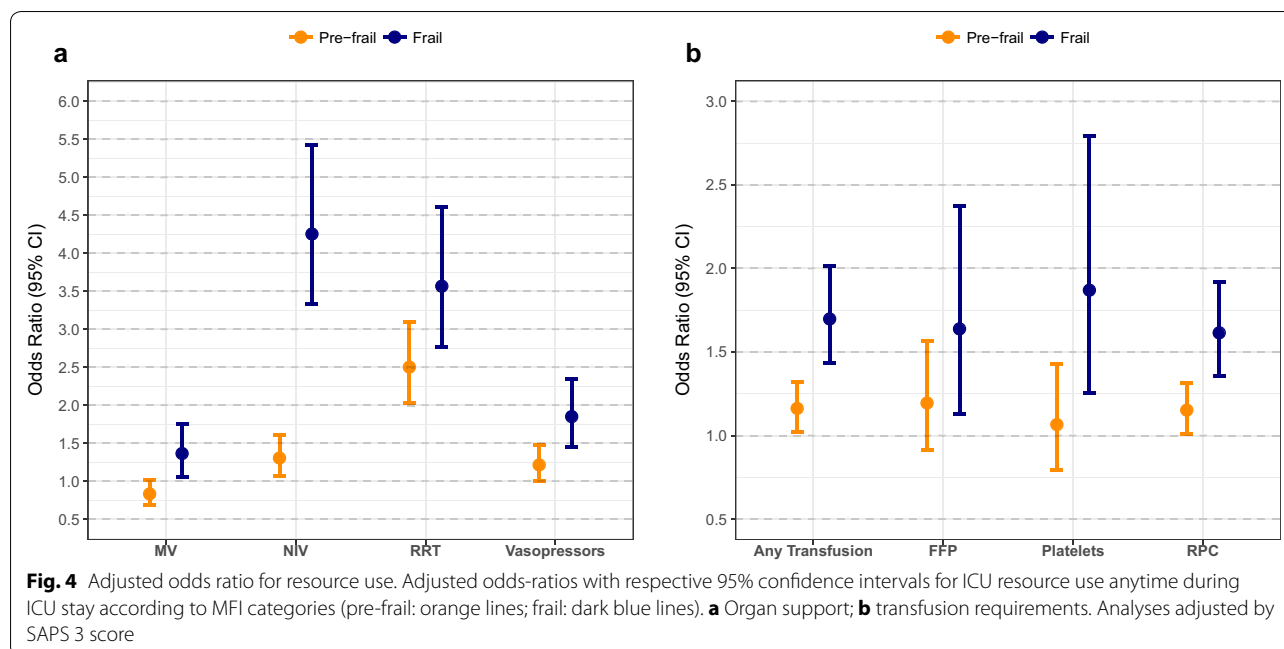 Pre-frail Frail
a
6.0
5.5
5.0
4.5
4.0
3.5
3.0
2.5
2.0
1.5
1.0
0.5
Odds Ratio (95% CI)
MV NIV RRT Vasopressors
Pre-frail Frail
b
3.0
2.5
2.0
1.5
1.0
0.5
Odds Ratio (95% CI)
Any Transfusion FFP Platelets RPC
Fig. 4 Adjusted odds ratio for resource use. Adjusted odds-ratios with respective 95% confidence intervals for ICU resource use anytime during
ICU stay according to MFI categories (pre-frail: orange lines; frail: dark blue lines). a Organ support; b transfusion requirements. Analyses adjusted by
SAPS 3 score